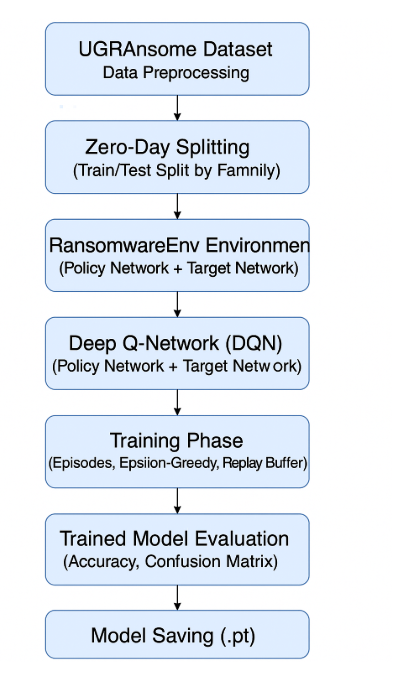 UGRAnsome Dataset
Data Preprocessing
Zero-Day Splitting
(Train/Test Split by Famnily)
RansomwareEnv Environmen
(Policy Network + Target Network)
Deep Q-Network (DQN)
(Policy Network + Target Network)
Training Phase
(Episodes, Epsiion-Greedy, Replay Buffer)
Trained Model Evaluation
(Accuracy, Confusion Matrix)
Model Saving (.pt)